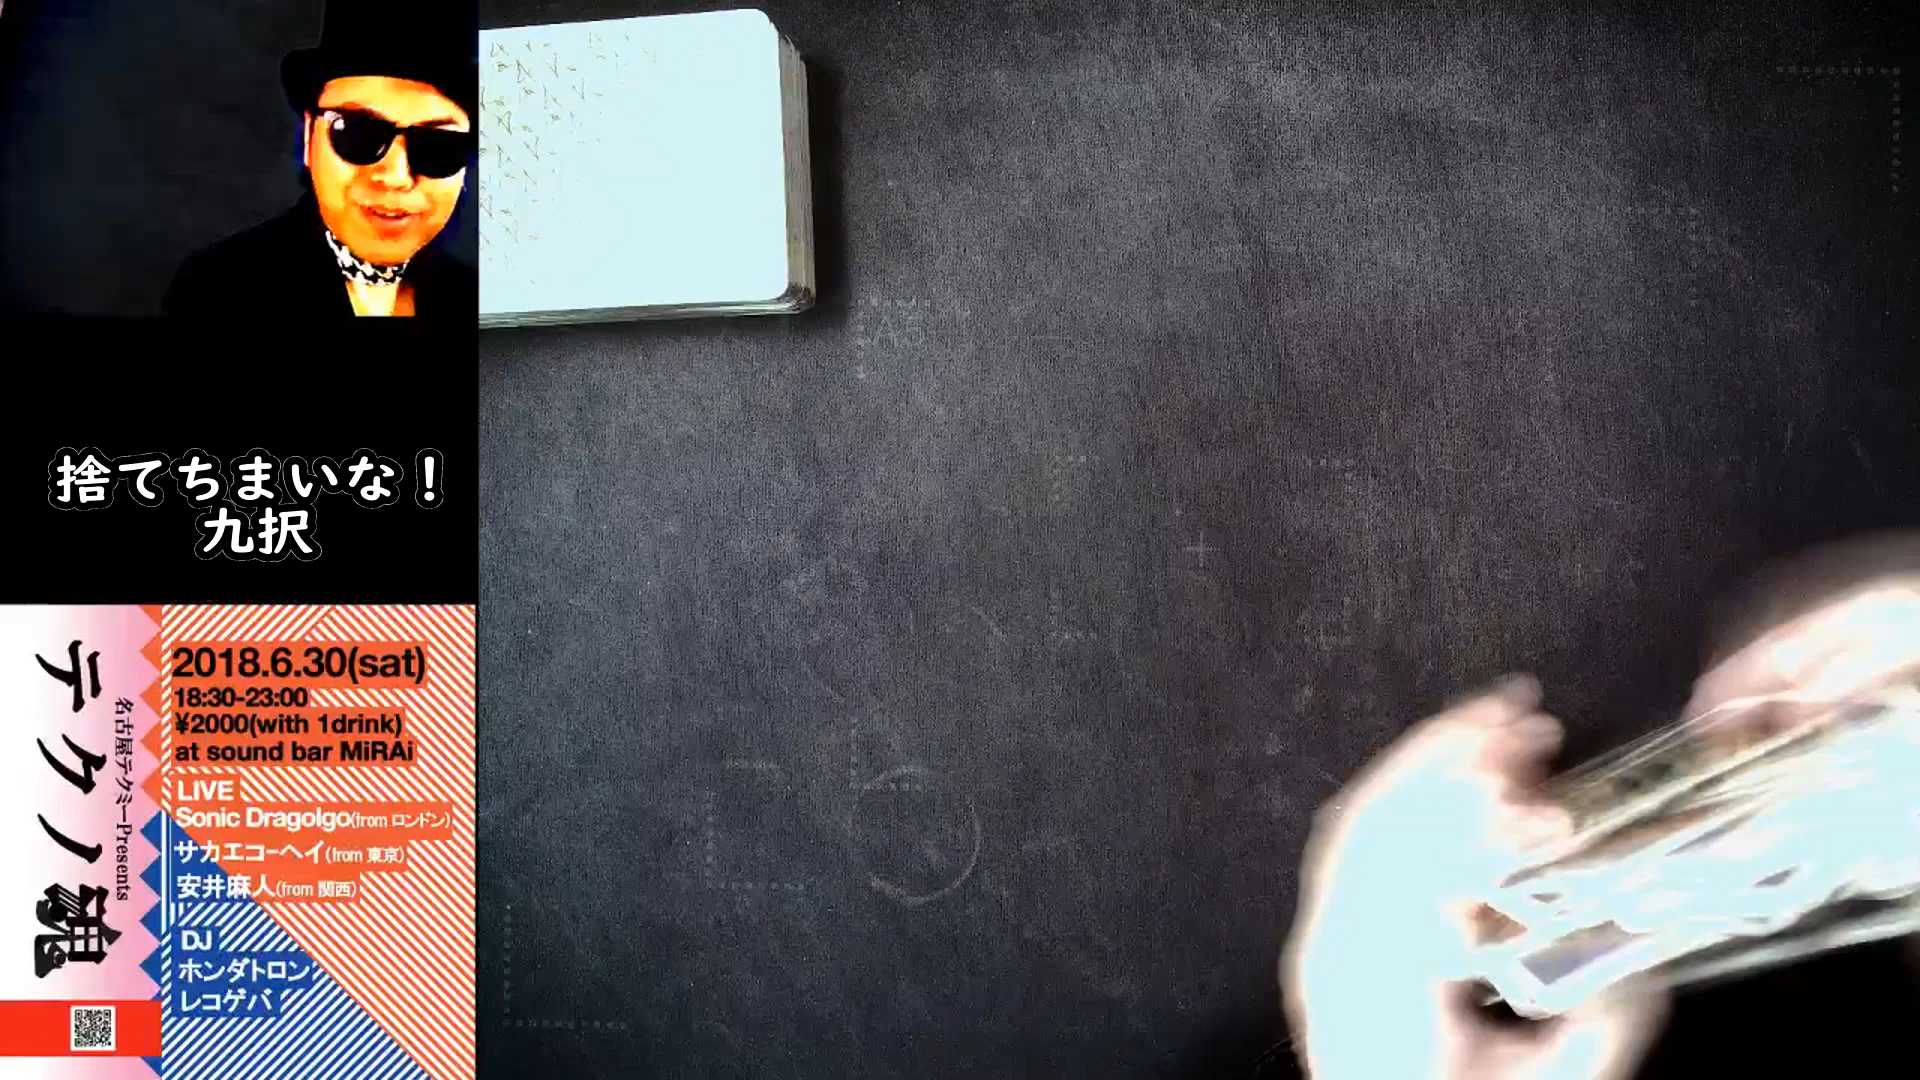 捨てちまいな！
九択
テクノ魂
名古屋テクミーPresents
2018.6.30(sat)
18:30-23:00
¥2000(with 1drink)
at sound bar MiRAi
LIVE
Sonic Dragolgo(from ロンドン)
サカエコーヘイ(from 東京)
安井麻人(from 関西)
DJ
ホンダトロン
レコゲバ